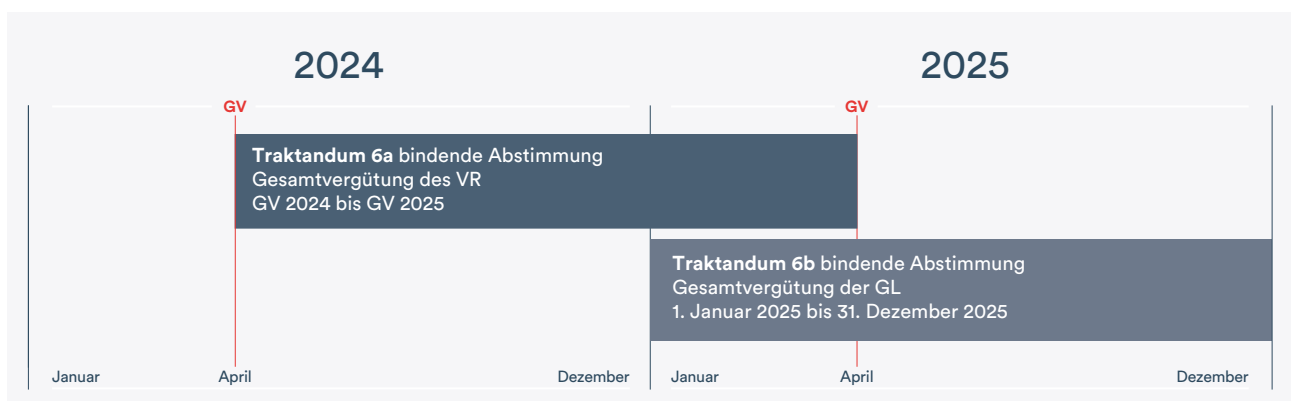 2024
2025
GV
GV
Traktandum 6a bindende Abstimmung
Gesamtvergütung des VR
GV 2024 bis GV 2025
Traktandum 6b bindende Abstimmung
Gesamtvergütung der GL
1. Januar 2025 bis 31. Dezember 2025
Januar
April
Dezember
Januar
April
Dezember